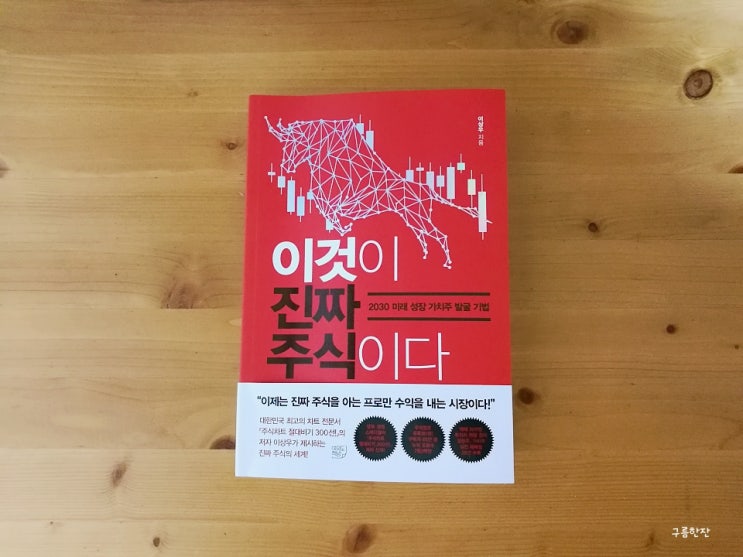 이상우 지음
이것이
진짜
주식이다
2030 미래 성장 가치주 발굴 기법
"이제는 진짜 주식을 아는 프로만 수익을 내는 시장이다!"
대한민국 최고의 차트 전문서
「주식차트 절대비기 300선」의
저자 이상우가 제시하는
진짜 주식의 세계!
구름한잔